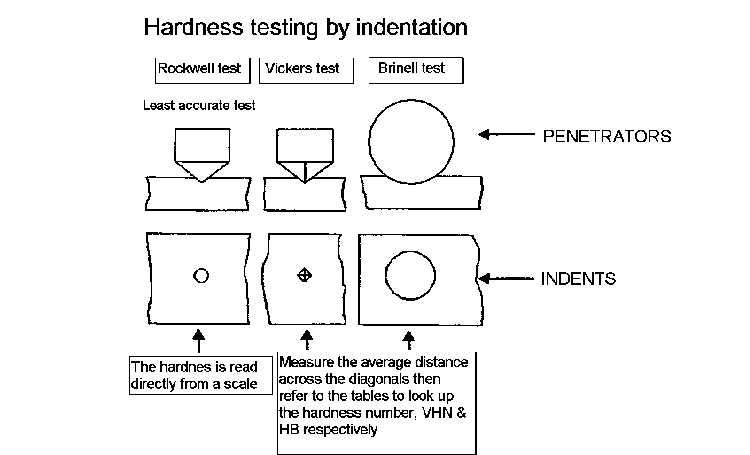 Hardness testing by indentation
Rockwell test
Vickers test
Brinell test
Least accurate test
PENETRATORS
INDENTS
The hardnes is read
directly from a scale
Measure the average distance
across the diagonals then
refer to the tables to look up
the hardness number, VHN &
HB respectively